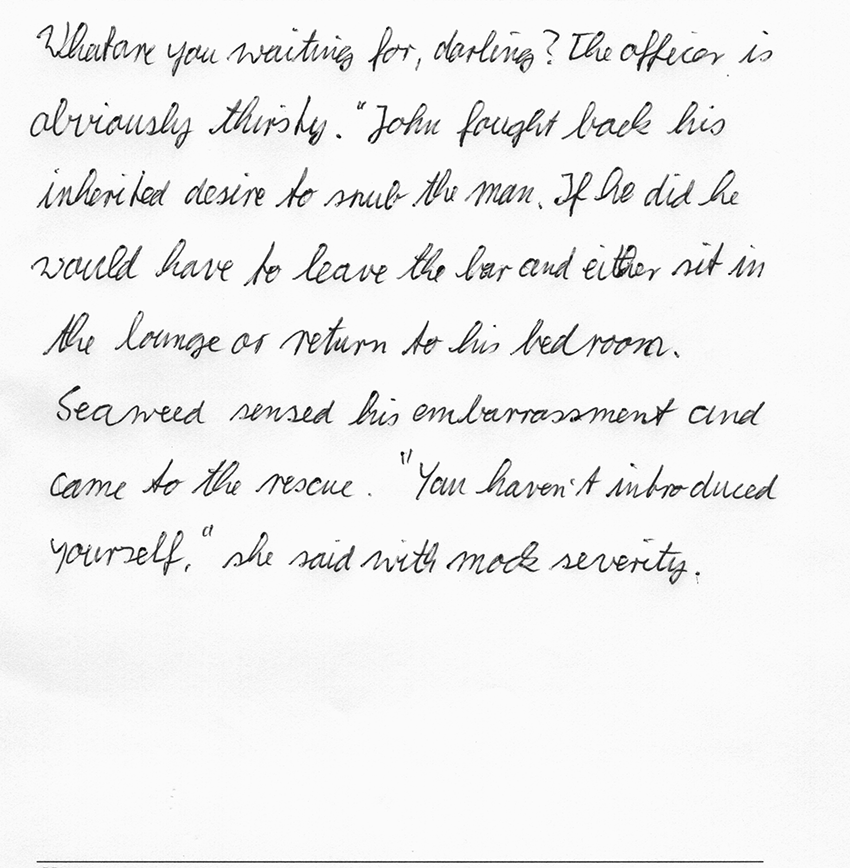 What are you waiting for, darling? The officer is
obviously thirsty." John fought back his
inherited desire to snub the man. If he did he
would have to leave the bar and either sit in
the lounge or return to his bedroom.
Seaweed sensed his embarrassment and
came to the rescue. "You haven't introduced
yourself," she said with mock severity.